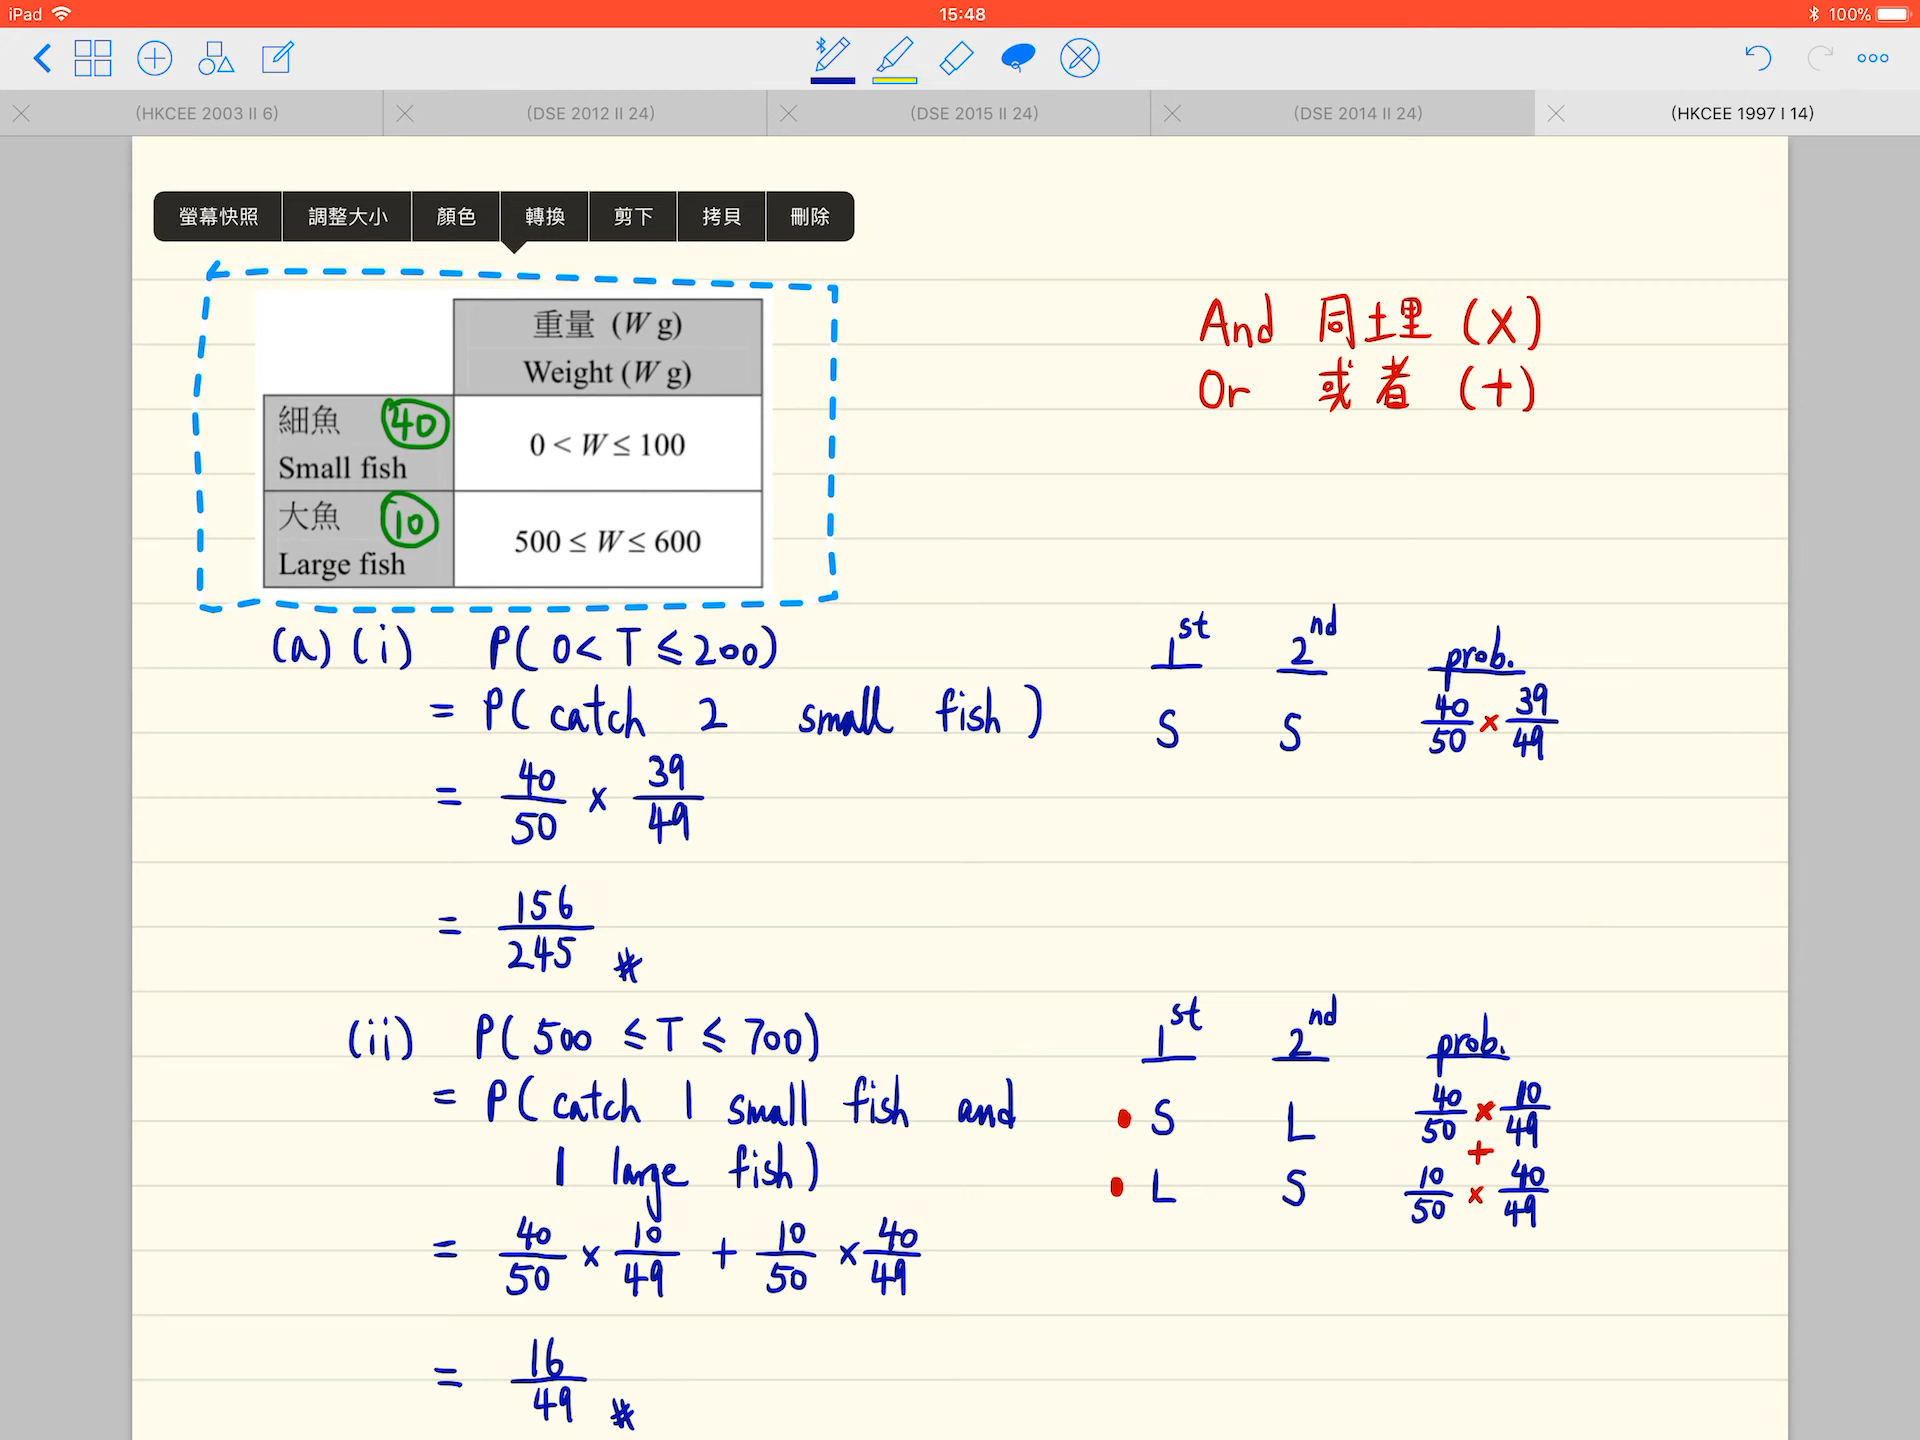 iPad 15:48 100%
(HKCEE 2003 II 6) (DSE 2012 II 24) (DSE 2015 II 24) (DSE 2014 II 24) (HKCEE 1997 I 14)
螢幕快照 調整大小 顏色 轉換 剪下 拷貝 刪除
重量 (W g)
Weight (W g)
細魚 40
Small fish
0 < W ≤ 100
大魚 10
Large fish
500 ≤ W ≤ 600
And 同土里 (×)
Or 或者 (+)
(a) (i) P( 0 < T ≤ 200)
= P( catch 2 small fish )
= 40/50 × 39/49
= 156/245 #
1st 2nd prob.
S S 40/50 × 39/49
(ii) P( 500 ≤ T ≤ 700)
= P( catch 1 small fish and
1 large fish)
= 40/50 × 10/49 + 10/50 × 40/49
= 16/49 #
1st 2nd prob.
• S L 40/50 × 10/49
+
• L S 10/50 × 40/49